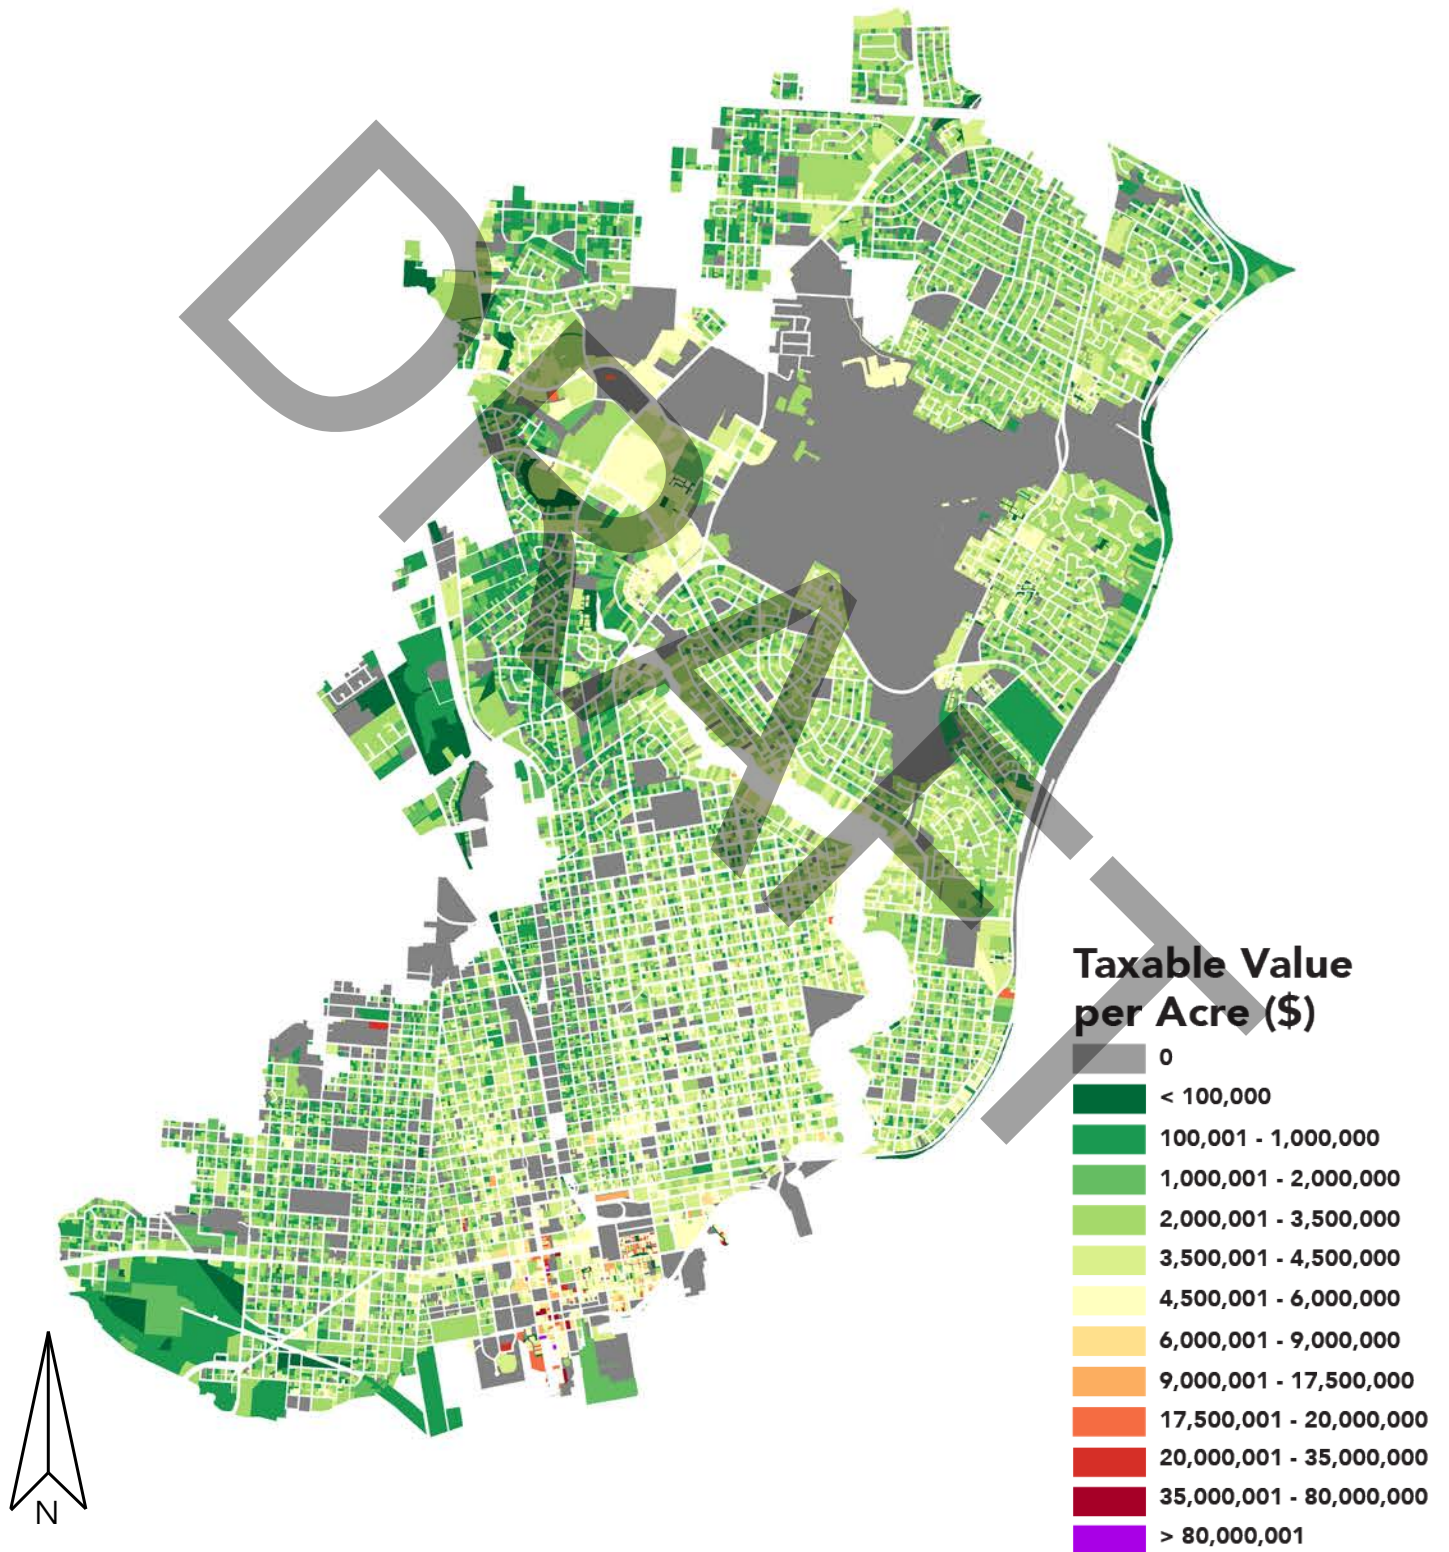 DRAFT
Taxable Value
per Acre ($)
0
< 100,000
100,001 - 1,000,000
1,000,001 - 2,000,000
2,000,001 - 3,500,000
3,500,001 - 4,500,000
4,500,001 - 6,000,000
6,000,001 - 9,000,000
9,000,001 - 17,500,000
17,500,001 - 20,000,000
20,000,001 - 35,000,000
35,000,001 - 80,000,000
> 80,000,001
N